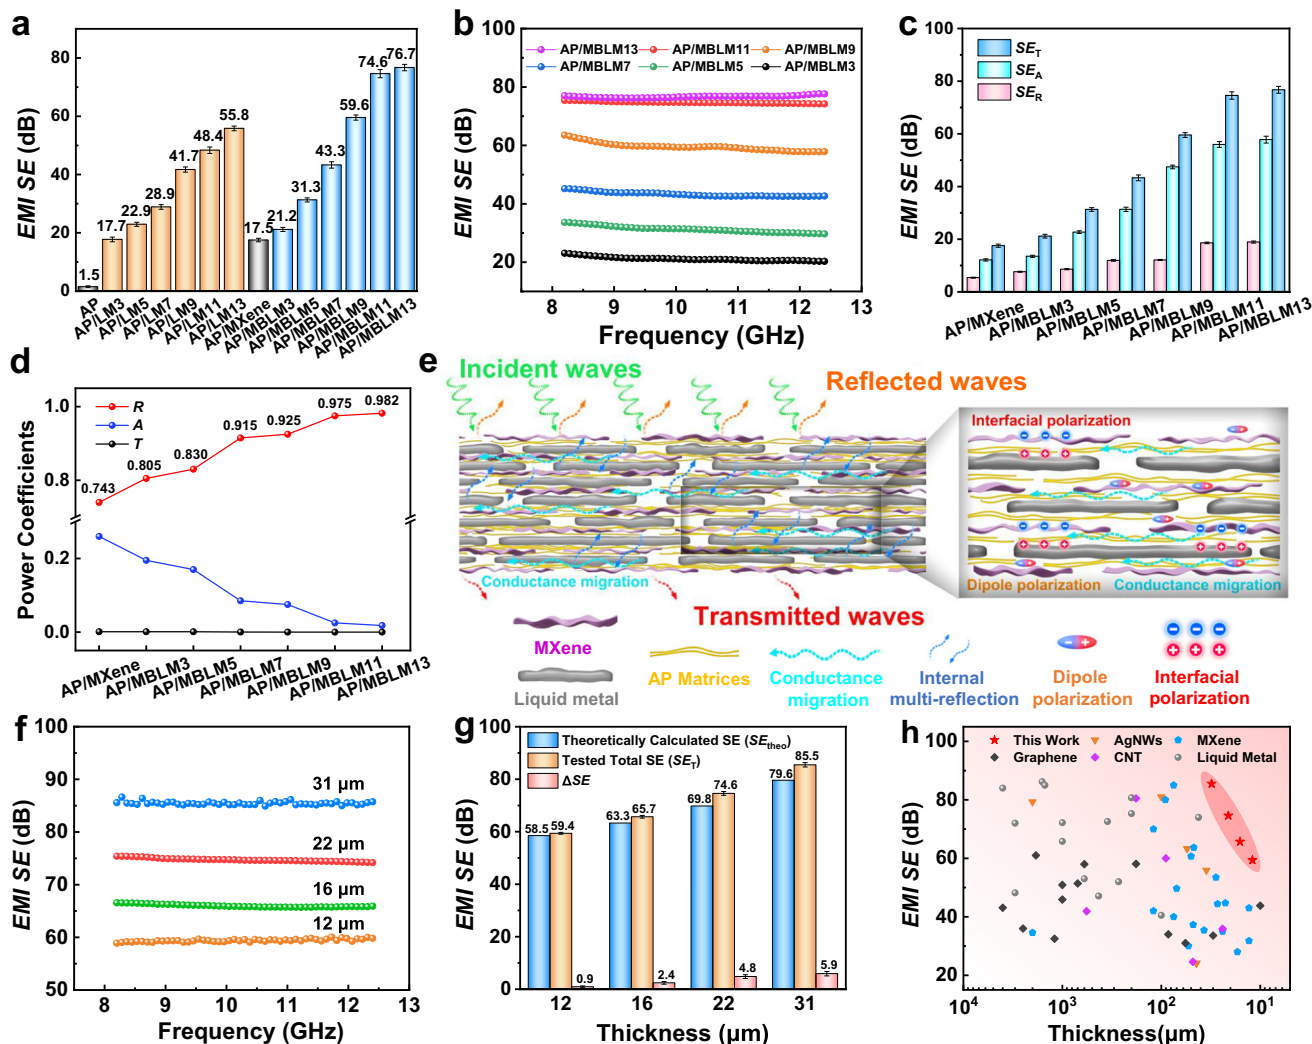 a
EMI SE (dB)
80
60
40
20
0
1.5
17.7
22.9
28.9
41.7
48.4
55.8
17.5
21.2
31.3
43.3
59.6
74.6
76.7
AP
AP/LM3
AP/LM5
AP/LM7
AP/LM9
AP/LM11
AP/LM13
AP/MXene
AP/MBLM3
AP/MBLM5
AP/MBLM7
AP/MBLM9
AP/MBLM11
AP/MBLM13
b
EMI SE (dB)
100
80
60
40
20
AP/MBLM13 AP/MBLM11 AP/MBLM9
AP/MBLM7 AP/MBLM5 AP/MBLM3
8 9 10 11 12 13
Frequency (GHz)
c
EMI SE (dB)
100
80
60
40
20
0
SET
SEA
SER
AP/MXene
AP/MBLM3
AP/MBLM5
AP/MBLM7
AP/MBLM9
AP/MBLM11
AP/MBLM13
d
Power Coefficients
1.0
0.8
0.2
0.0
R
A
T
0.743
0.805
0.830
0.915
0.925
0.975
0.982
AP/MXene
AP/MBLM3
AP/MBLM5
AP/MBLM7
AP/MBLM9
AP/MBLM11
AP/MBLM13
e
Incident waves
Reflected waves
Interfacial polarization
Conductance migration
Dipole polarization Conductance migration
Transmitted waves
MXene
Liquid metal
AP Matrices
Conductance
migration
Internal
multi-reflection
Dipole
polarization
Interfacial
polarization
f
EMI SE (dB)
100
90
80
70
60
50
31 μm
22 μm
16 μm
12 μm
8 9 10 11 12 13
Frequency (GHz)
g
EMI SE (dB)
100
80
60
40
20
0
Theoretically Calculated SE (SEtheo)
Tested Total SE (SET)
ΔSE
58.5 59.4 0.9
63.3 65.7 2.4
69.8 74.6 4.8
79.6 85.5 5.9
12 16 22 31
Thickness (μm)
h
EMI SE (dB)
100
80
60
40
20
This Work AgNWs MXene
Graphene CNT Liquid Metal
10⁴ 10³ 10² 10¹
Thickness(μm)